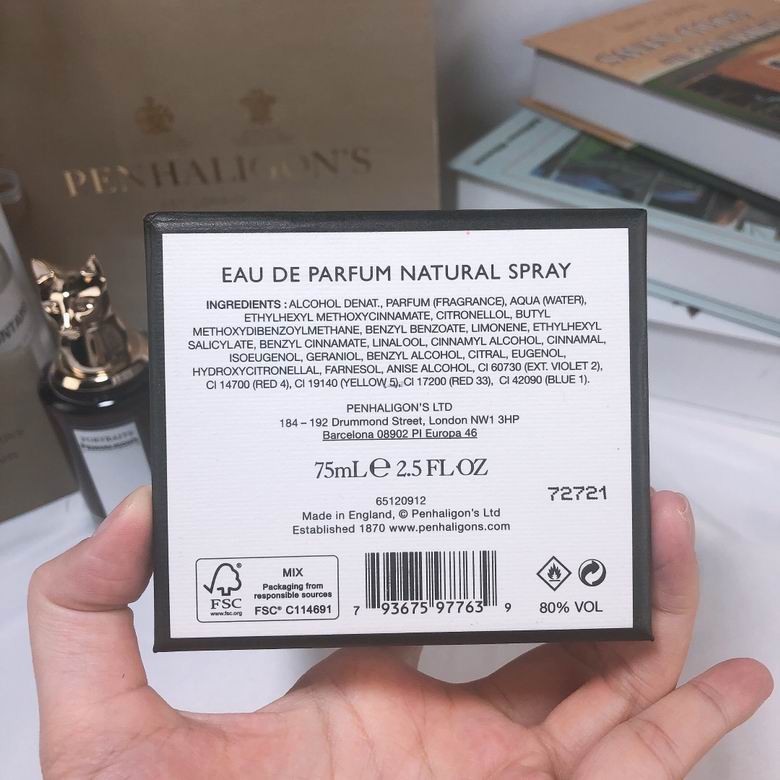 PENHALIGON'S
EAU DE PARFUM NATURAL SPRAY
INGREDIENTS : ALCOHOL DENAT., PARFUM (FRAGRANCE), AQUA (WATER),
ETHYLHEXYL METHOXYCINNAMATE, CITRONELLOL, BUTYL
METHOXYDIBENZOYLMETHANE, BENZYL BENZOATE, LIMONENE, ETHYLHEXYL
SALICYLATE, BENZYL CINNAMATE, LINALOOL, CINNAMYL ALCOHOL, CINNAMAL,
ISOEUGENOL, GERANIOL, BENZYL ALCOHOL, CITRAL, EUGENOL,
HYDROXYCITRONELLAL, FARNESOL, ANISE ALCOHOL, CI 60730 (EXT. VIOLET 2),
CI 14700 (RED 4), CI 19140 (YELLOW 5), CI 17200 (RED 33), CI 42090 (BLUE 1).
PENHALIGON'S LTD
184 – 192 Drummond Street, London NW1 3HP
Barcelona 08902 Pl Europa 46
75mL e 2.5 FL·OZ
72721
65120912
Made in England, © Penhaligon's Ltd
Established 1870 www.penhaligons.com
FSC
www.fsc.org
MIX
Packaging from
responsible sources
FSC® C114691
7 93675 97763 9
80% VOL
PORTRAITS